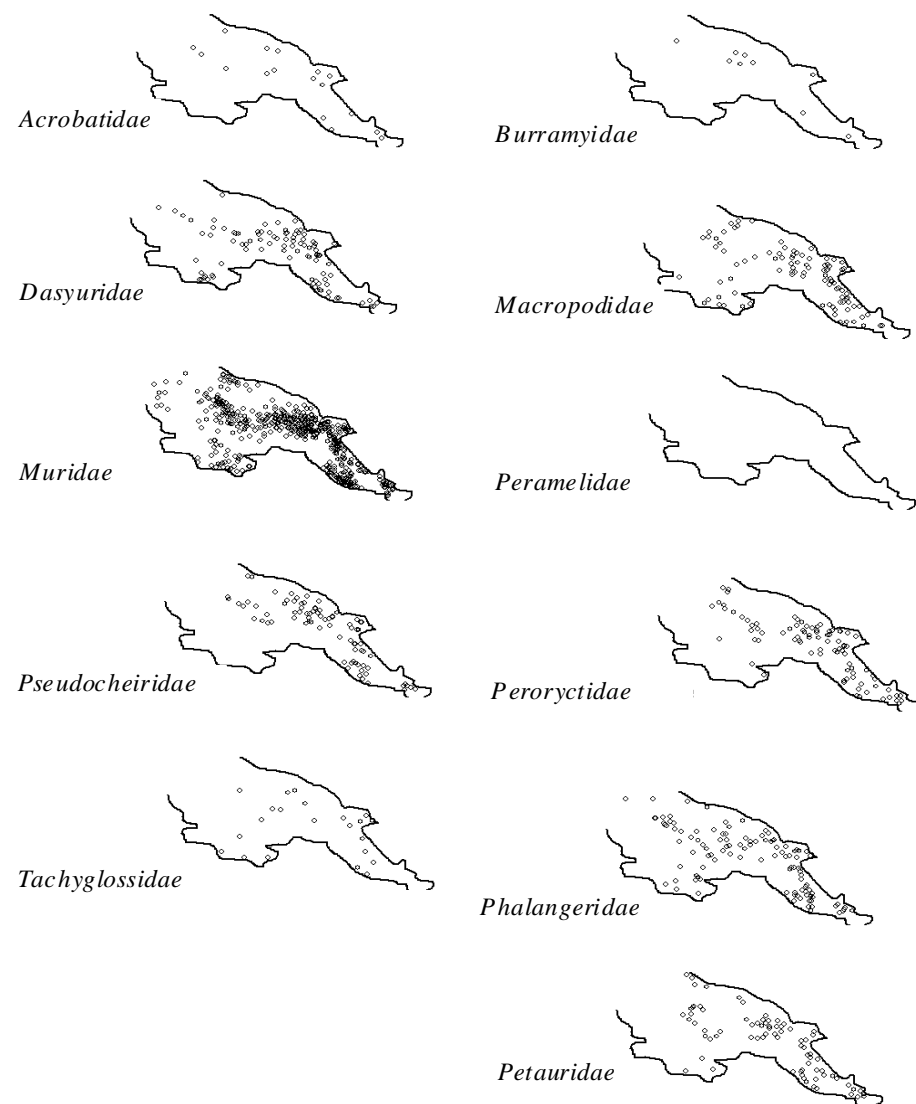 Acrobatidae
Burramyidae
Dasyuridae
Macropodidae
Muridae
Peramelidae
Pseudocheiridae
Peroryctidae
Tachyglossidae
Phalangeridae
Petauridae